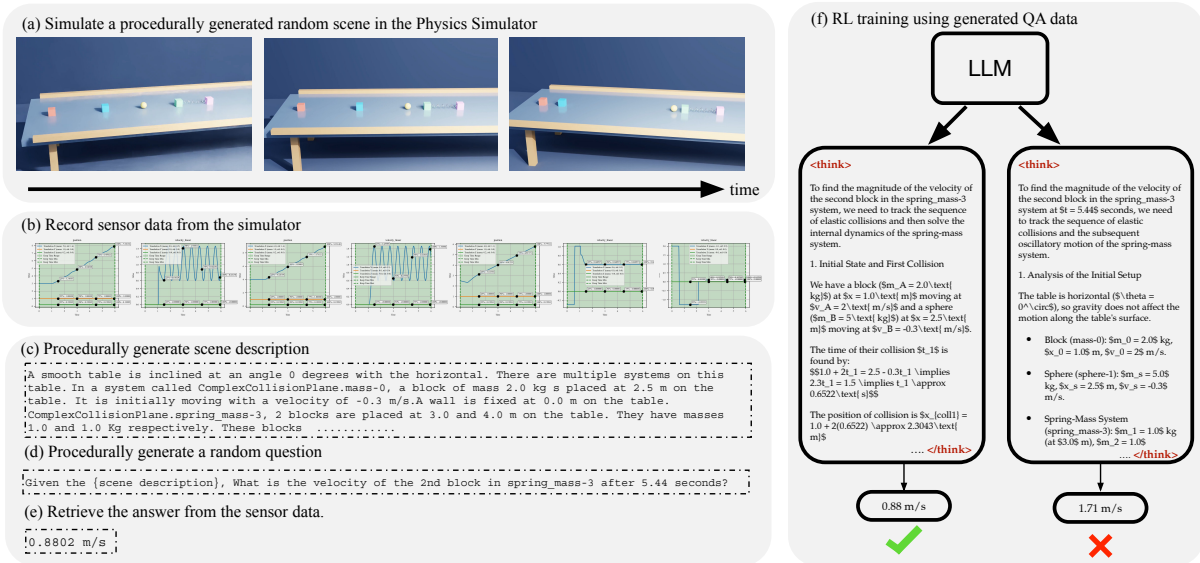 (a) Simulate a procedurally generated random scene in the Physics Simulator
time
(b) Record sensor data from the simulator
(c) Procedurally generate scene description
A smooth table is inclined at an angle 0 degrees with the horizontal. There are multiple systems on this
table. In a system called ComplexCollisionPlane.mass-0, a block of mass 2.0 kg s placed at 2.5 m on the
table. It is initially moving with a velocity of -0.3 m/s.A wall is fixed at 0.0 m on the table.
ComplexCollisionPlane.spring_mass-3, 2 blocks are placed at 3.0 and 4.0 m on the table. They have masses
1.0 and 1.0 Kg respectively. These blocks ............
(d) Procedurally generate a random question
Given the {scene description}, What is the velocity of the 2nd block in spring_mass-3 after 5.44 seconds?
(e) Retrieve the answer from the sensor data.
0.8802 m/s
(f) RL training using generated QA data
LLM
<think>
To find the magnitude of the velocity of
the second block in the spring_mass-3
system, we need to track the sequence
of elastic collisions and then solve the
internal dynamics of the spring-mass
system.
1. Initial State and First Collision
We have a block ($m_A = 2.0\text{
kg}$) at $x = 1.0\text{ m}$ moving at
$v_A = 2\text{ m/s}$ and a sphere
($m_B = 5\text{ kg}$) at $x = 2.5\text{
m}$ moving at $v_B = -0.3\text{ m/s}$.
The time of their collision $t_1$ is
found by:
$$1.0 + 2t_1 = 2.5 - 0.3t_1 \implies
2.3t_1 = 1.5 \implies t_1 \approx
0.6522\text{ s}$$
The position of collision is $x_{coll1} =
1.0 + 2(0.6522) \approx 2.3043\text{
m}$
.... </think>
0.88 m/s
<think>
To find the magnitude of the velocity of
the second block in the spring_mass-3
system at $t = 5.44$ seconds, we need
to track the sequence of elastic
collisions and the subsequent
oscillatory motion of the spring-mass
system.
1. Analysis of the Initial Setup
The table is horizontal ($\theta =
0^\circ$), so gravity does not affect the
motion along the table's surface.
• Block (mass-0): $m_0 = 2.0$ kg,
$x_0 = 1.0$ m, $v_0 = 2$ m/s.
• Sphere (sphere-1): $m_s = 5.0$
kg, $x_s = 2.5$ m, $v_s = -0.3$
m/s.
• Spring-Mass System
(spring_mass-3): $m_1 = 1.0$ kg
(at $3.0$ m), $m_2 = 1.0$
.... </think>
1.71 m/s